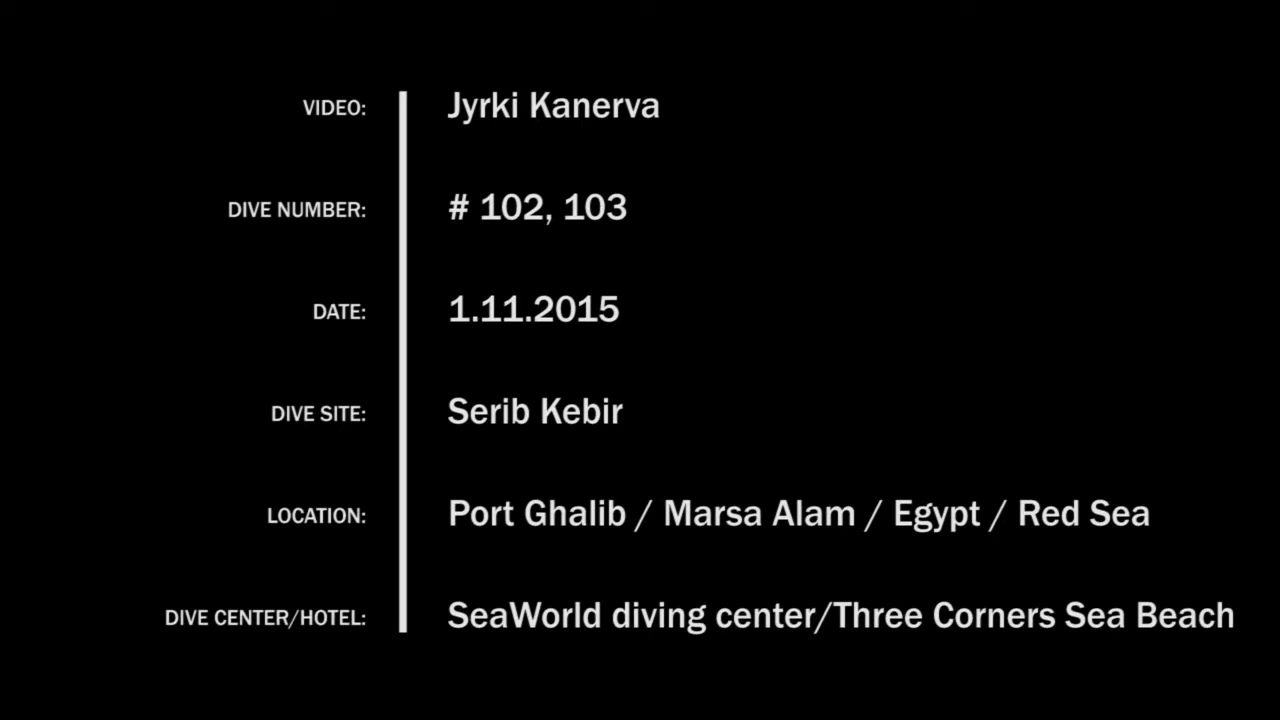 VIDEO: Jyrki Kanerva
DIVE NUMBER: # 102, 103
DATE: 1.11.2015
DIVE SITE: Serib Kebir
LOCATION: Port Ghalib / Marsa Alam / Egypt / Red Sea
DIVE CENTER/HOTEL: SeaWorld diving center/Three Corners Sea Beach